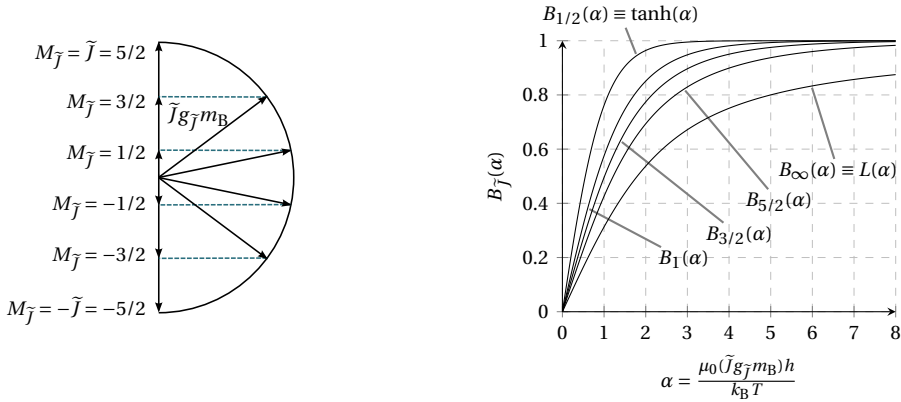 M_J̃ = J̃ = 5/2
M_J̃ = 3/2
J̃g_J̃m_B
M_J̃ = 1/2
M_J̃ = −1/2
M_J̃ = −3/2
M_J̃ = −J̃ = −5/2
B_1/2(α) ≡ tanh(α)
1
0.8
0.6
0.4
0.2
0
B_J̃(α)
B_∞(α) ≡ L(α)
B_5/2(α)
B_3/2(α)
B_1(α)
0 1 2 3 4 5 6 7 8
α = μ_0(J̃g_J̃m_B)h / k_BT